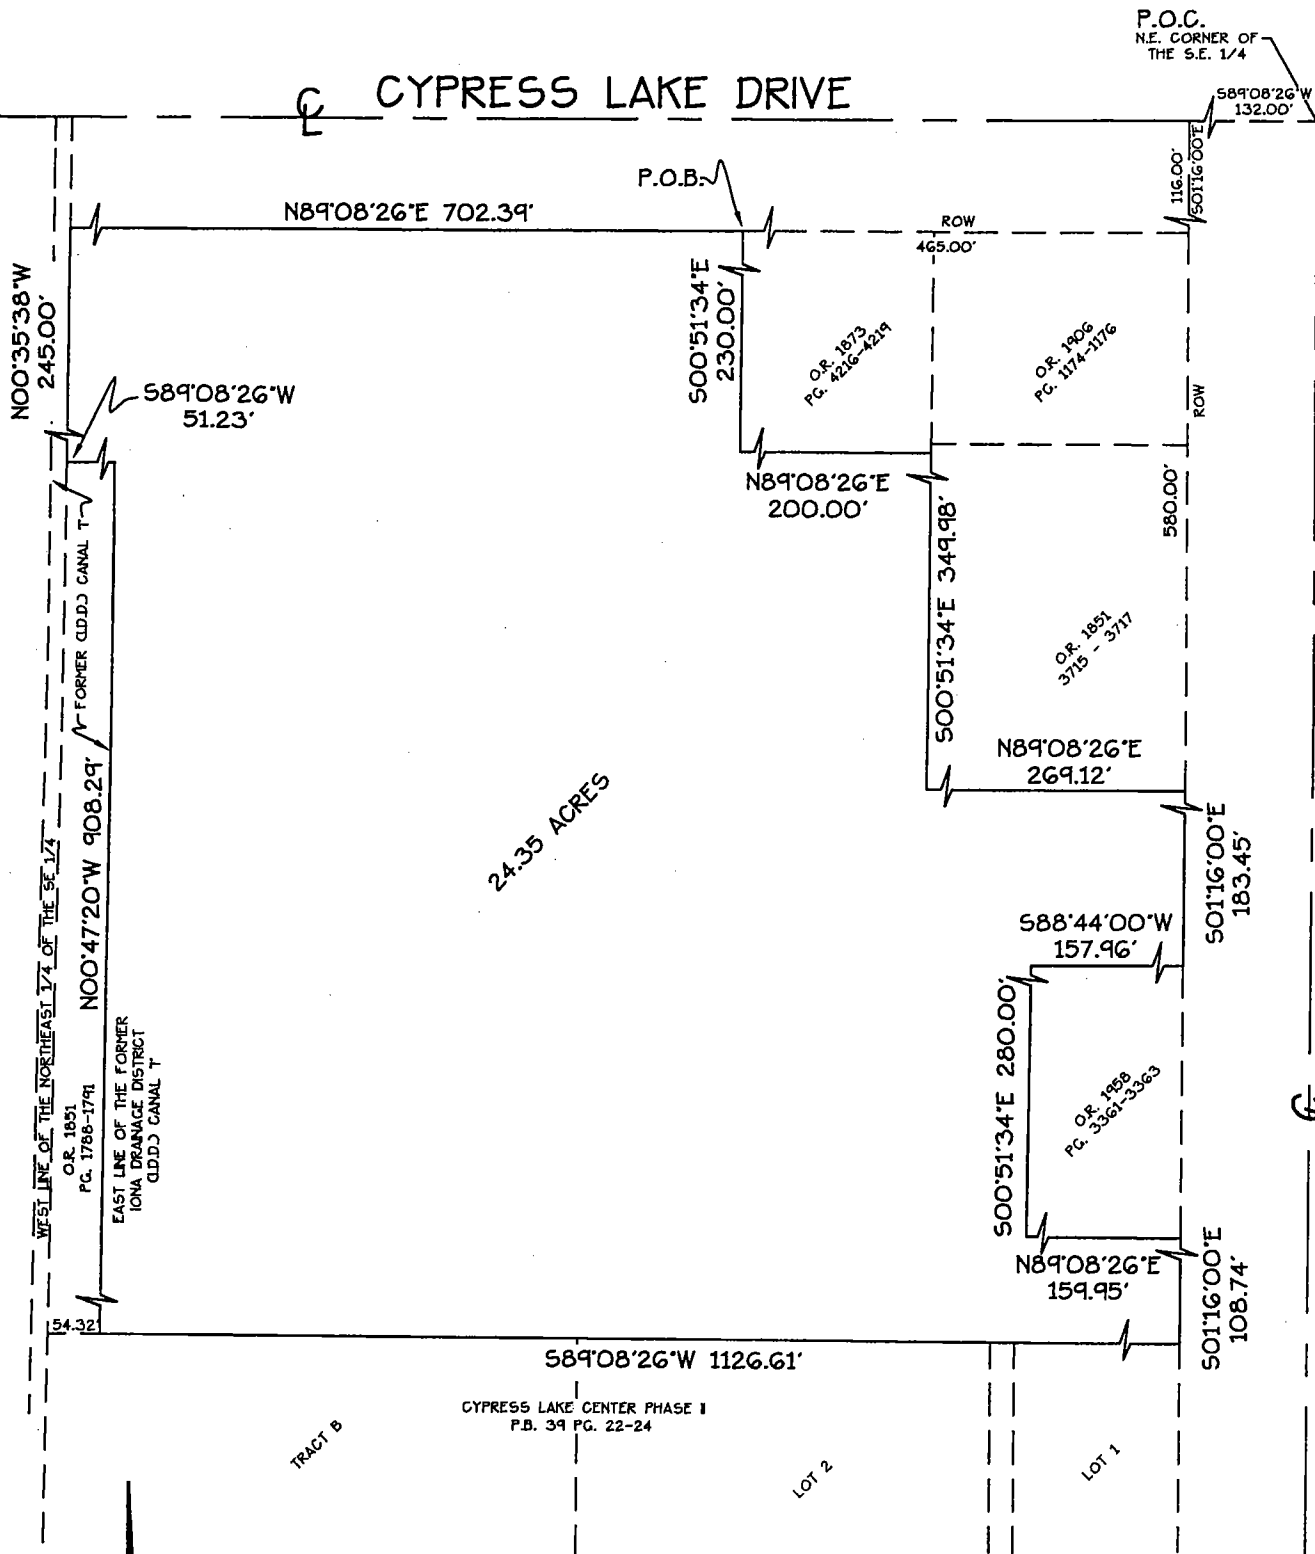 P.O.C.
N.E. CORNER OF
THE S.E. 1/4
CYPRESS LAKE DRIVE
S89°08'26"W
132.00'
116.00'
S01°16'00"E
P.O.B.
N89°08'26"E 702.39'
ROW
465.00'
N00°35'38"W
245.00'
S00°51'34"E
230.00'
O.R. 1873
PG. 4216-4219
O.R. 1906
PG. 1174-1176
ROW
S89°08'26"W
51.23'
N89°08'26"E
200.00'
580.00'
FORMER (I.D.D.) CANAL "I"
S00°51'34"E 349.98'
O.R. 1851
3715 - 3717
N89°08'26"E
269.12'
24.35 ACRES
S01°16'00"E
183.45'
N00°47'20"W 908.29'
WEST LINE OF THE NORTHEAST 1/4 OF THE SE 1/4
S88°44'00"W
157.96'
S00°51'34"E 280.00'
O.R. 1958
PG. 3361-3363
O.R. 1851
PG. 1788-1791
EAST LINE OF THE FORMER
IONA DRAINAGE DISTRICT
(I.D.D.) CANAL "I"
N89°08'26"E
159.95'
S01°16'00"E
108.74'
54.32'
S89°08'26"W 1126.61'
CYPRESS LAKE CENTER PHASE I
P.B. 39 PG. 22-24
TRACT B
LOT 2
LOT 1